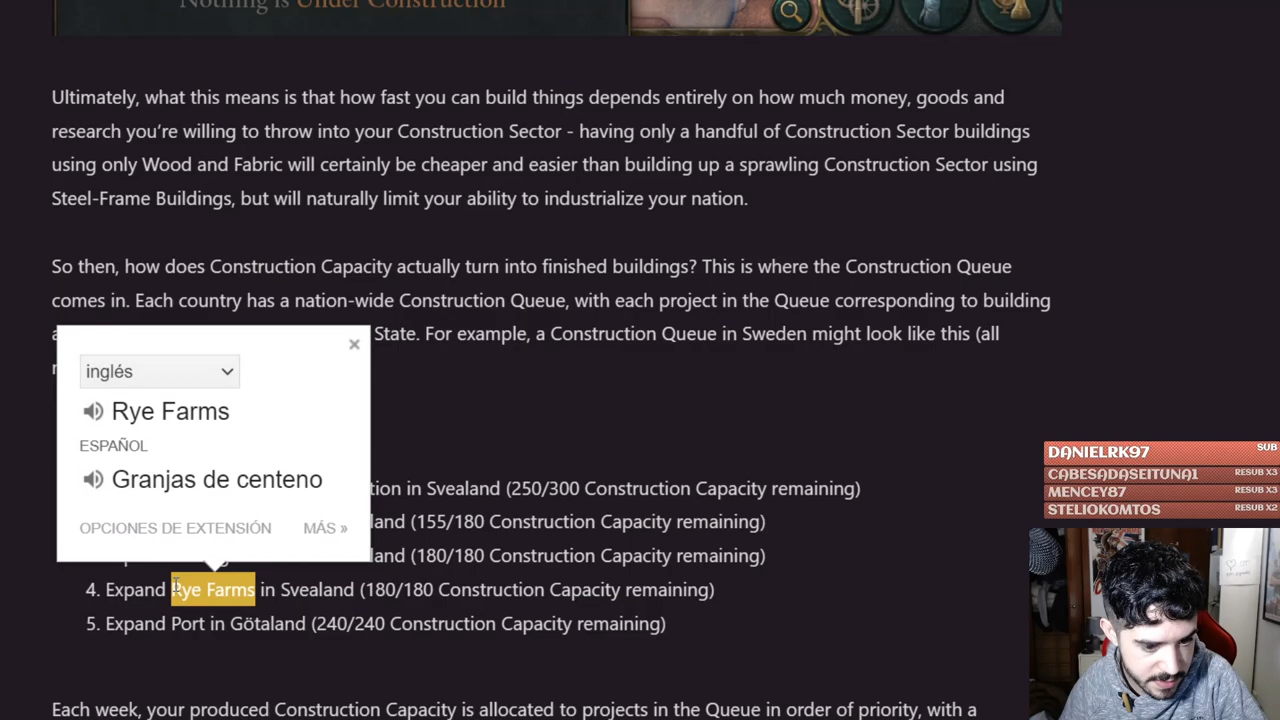 Nothing is Under Construction
Ultimately, what this means is that how fast you can build things depends entirely on how much money, goods and
research you're willing to throw into your Construction Sector - having only a handful of Construction Sector buildings
using only Wood and Fabric will certainly be cheaper and easier than building up a sprawling Construction Sector using
Steel-Frame Buildings, but will naturally limit your ability to industrialize your nation.
So then, how does Construction Capacity actually turn into finished buildings? This is where the Construction Queue
comes in. Each country has a nation-wide Construction Queue, with each project in the Queue corresponding to building
State. For example, a Construction Queue in Sweden might look like this (all
inglés
Rye Farms
ESPAÑOL
Granjas de centeno
OPCIONES DE EXTENSIÓN MÁS »
tion in Svealand (250/300 Construction Capacity remaining)
land (155/180 Construction Capacity remaining)
land (180/180 Construction Capacity remaining)
4. Expand Rye Farms in Svealand (180/180 Construction Capacity remaining)
5. Expand Port in Götaland (240/240 Construction Capacity remaining)
Each week, your produced Construction Capacity is allocated to projects in the Queue in order of priority, with a
DANIELRK97 SUB
CABESADASEITUNA1 RESUB X3
MENCEY87 RESUB X3
STELIOKOMTOS RESUB X2